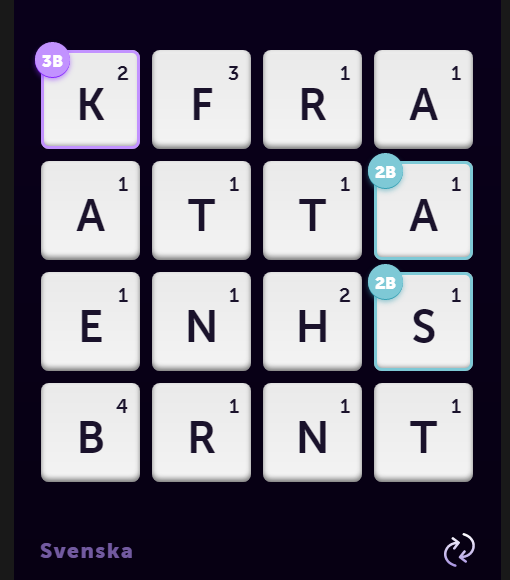 3B K 2 F 3 R 1 A 1
A 1 T 1 T 1 2B A 1
E 1 N 1 H 2 2B S 1
B 4 R 1 N 1 T 1
Svenska